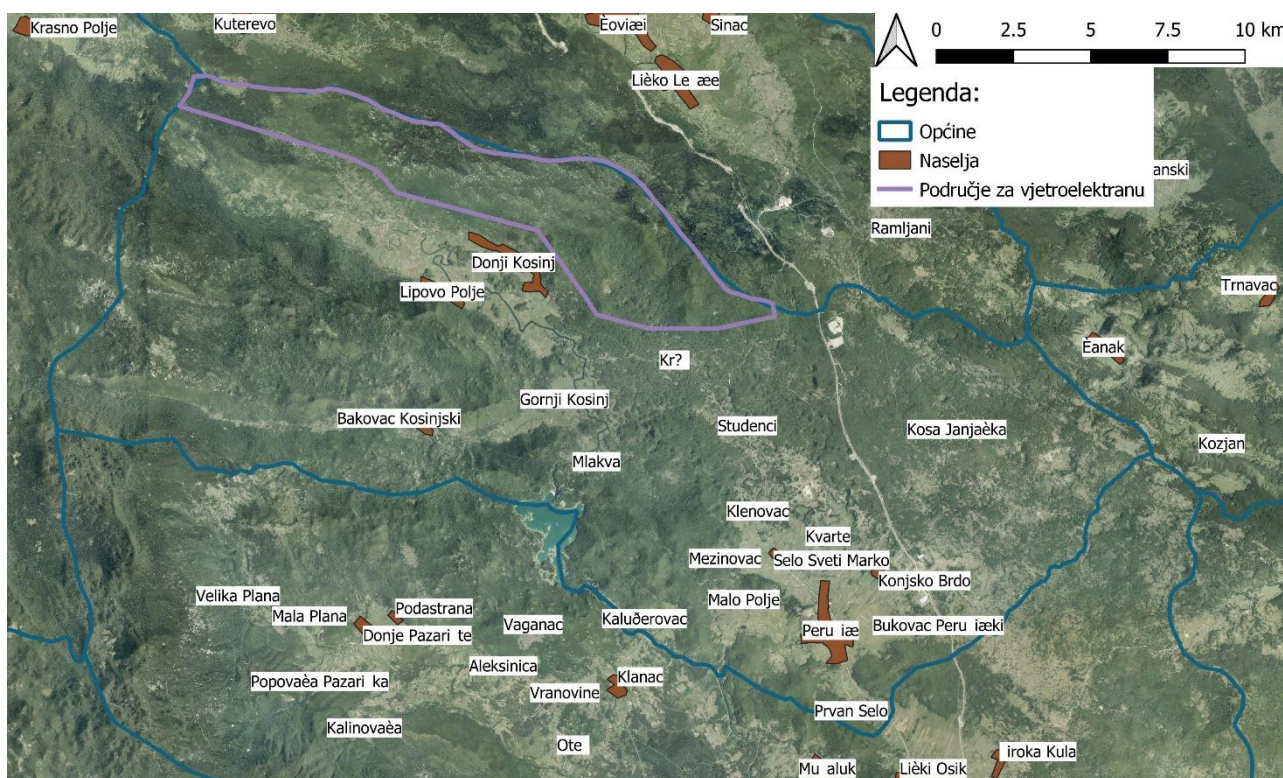 Krasno Polje
Kuterevo
Èoviæi
Sinac
0 2.5 5 7.5 10 km
Lièko Le æe
Legenda:
Općine
Naselja
Područje za vjetroelektranu
anski
Ramljani
Donji Kosinj
Lipovo Polje
Trnavac
Èanak
Kr?
Gornji Kosinj
Bakovac Kosinjski
Studenci
Kosa Janjaèka
Kozjan
Mlakva
Klenovac
Kvarte
Mezinovac
Selo Sveti Marko
Konjsko Brdo
Velika Plana
Mala Plana
Podastrana
Donje Pazari te
Vaganac
Kaluðerovac
Malo Polje
Peru iæ
Bukovac Peru iæki
Aleksinica
Popovaèa Pazari ka
Vranovine
Klanac
Kalinovaèa
Ote
Prvan Selo
Mu aluk
Lièki Osik
iroka Kula